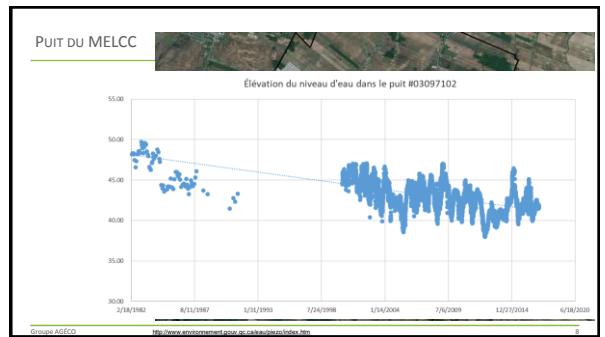 PUIT DU MELCC
Élévation du niveau d'eau dans le puit #03097102
55.00
50.00
45.00
40.00
35.00
30.00
2/18/1982 8/11/1987 1/31/1993 7/24/1998 1/14/2004 7/6/2009 12/27/2014 6/18/2020
Groupe AGÉCO http://www.environnement.gouv.qc.ca/eau/piezo/index.htm 8